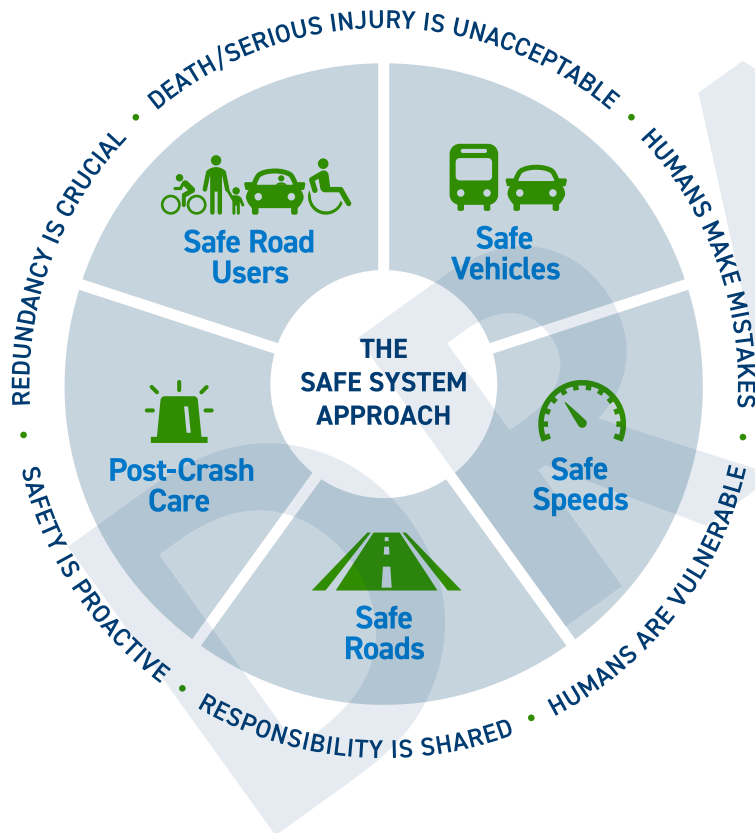 DEATH/SERIOUS INJURY IS UNACCEPTABLE
HUMANS MAKE MISTAKES
HUMANS ARE VULNERABLE
RESPONSIBILITY IS SHARED
SAFETY IS PROACTIVE
REDUNDANCY IS CRUCIAL
THE
SAFE SYSTEM
APPROACH
Safe Road
Users
Safe
Vehicles
Safe
Speeds
Safe
Roads
Post-Crash
Care